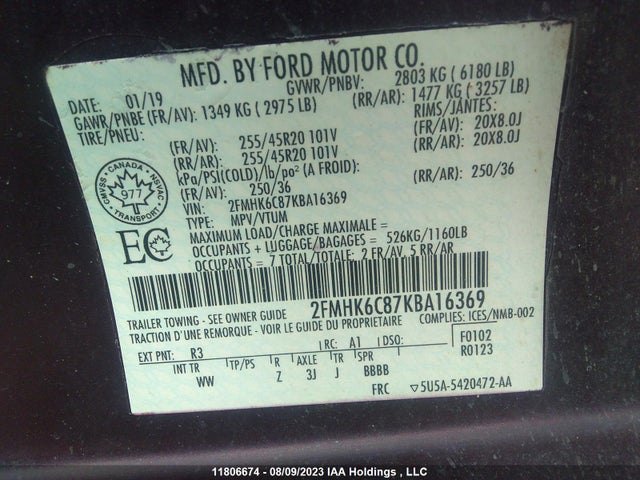 MFD. BY FORD MOTOR CO.
01/19 GVWR/PNBV: 2803 KG ( 6180 LB)
GAWR/PNBE (FR/AV): 1349 KG ( 2975 LB) (RR/AR): 1477 KG ( 3257 LB)
TIRE/PNEU: RIMS/JANTES:
(FR/AV): 255/45R20 101V (FR/AV): 20X8.0J
(RR/AR): 255/45R20 101V (RR/AR): 20X8.0J
kPa/PSI(COLD)/lb/po² (A FROID):
(FR/AV): 250/36 (RR/AR): 250/36
VIN: 2FMHK6C87KBA16369
TYPE: MPV/VTUM
CMVSS - CANADA - NSVAC
977
TRANSPORT
EC
MAXIMUM LOAD/CHARGE MAXIMALE =
OCCUPANTS + LUGGAGE/BAGAGES = 526KG/1160LB
OCCUPANTS = 7 TOTAL/TOTALE: 2 FR/AV, 5 RR/AR
2FMHK6C87KBA16369
TRAILER TOWING - SEE OWNER GUIDE
TRACTION D'UNE REMORQUE - VOIR LE GUIDE DU PROPRIETAIRE COMPLIES: ICES/NMB-002
EXT PNT: R3 RC: A1 DSO: F0102
R0123
INT TR TP/PS R AXLE TR SPR
WW Z 3J J BBBB
FRC ▽5U5A-5420472-AA
11806674 - 08/09/2023 IAA Holdings , LLC